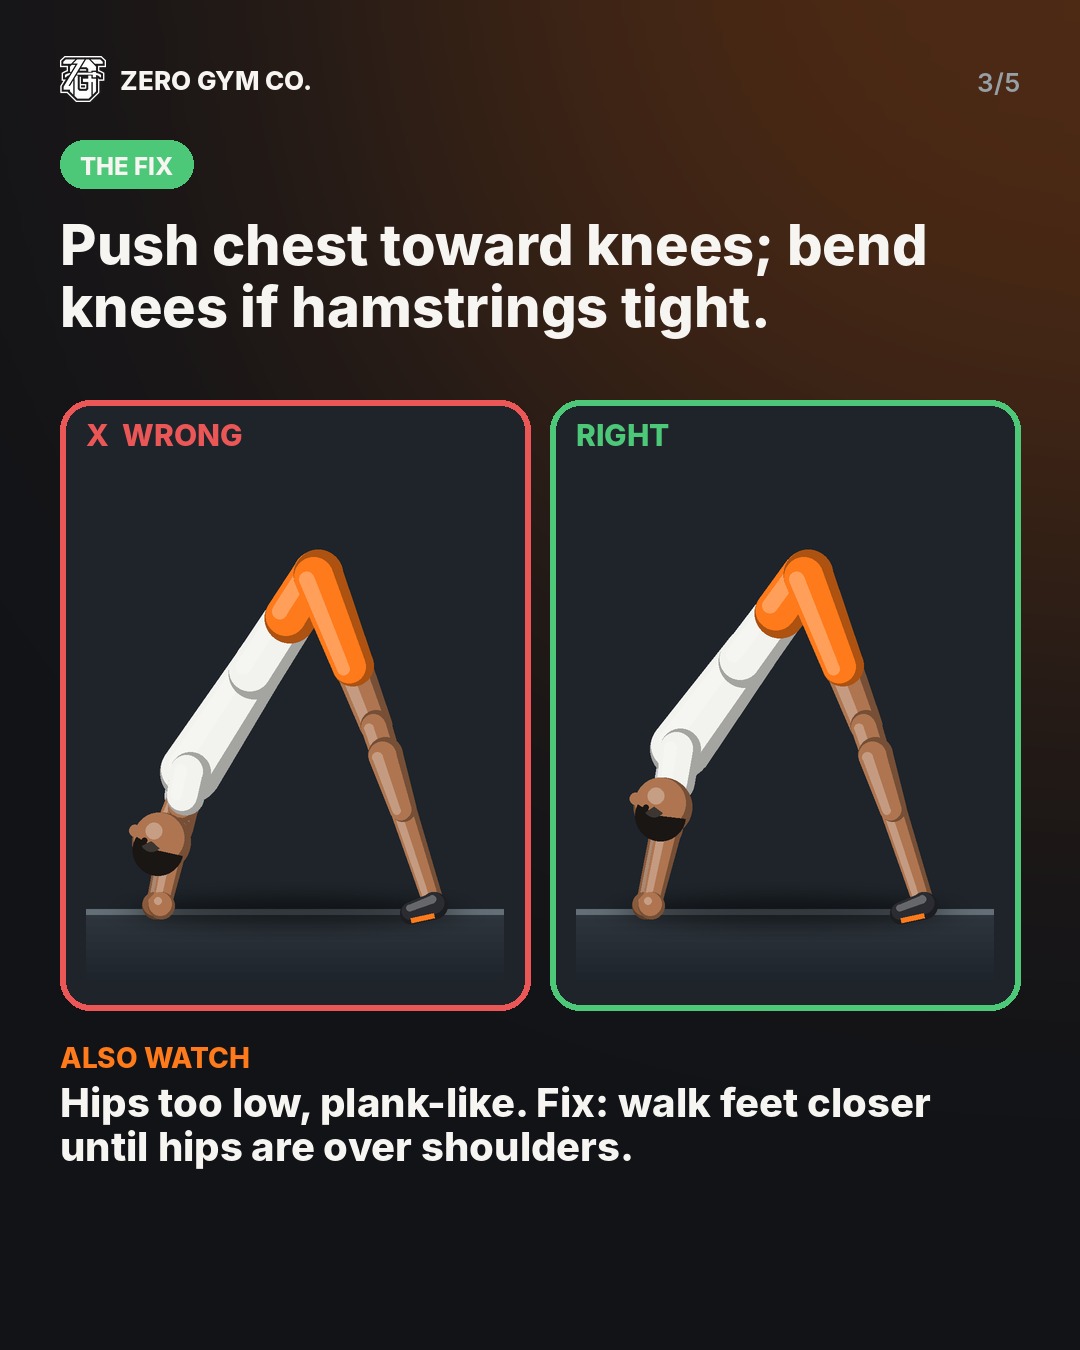 ZERO GYM CO.
3/5
THE FIX
Push chest toward knees; bend
knees if hamstrings tight.
X WRONG
RIGHT
ALSO WATCH
Hips too low, plank-like. Fix: walk feet closer
until hips are over shoulders.